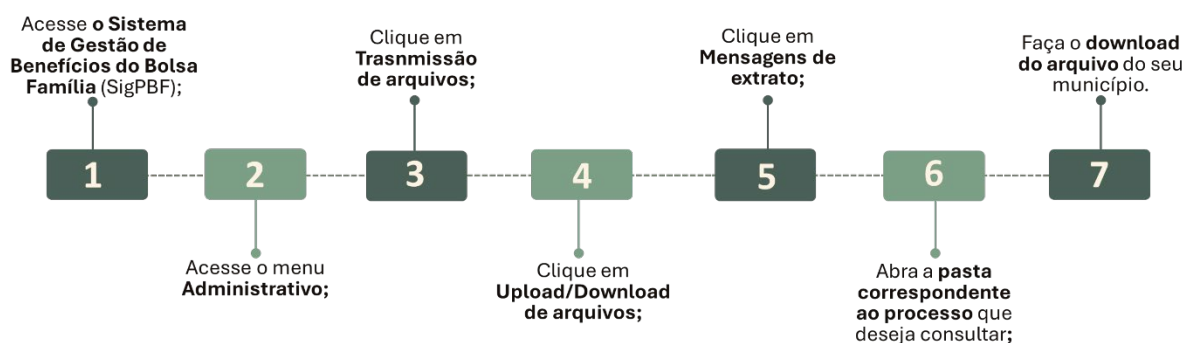 Acesse o Sistema
de Gestão de
Benefícios do Bolsa
Família (SigPBF);
1
2
Acesse o menu
Administrativo;
Clique em
Trasnmissão
de arquivos;
3
4
Clique em
Upload/Download
de arquivos;
Clique em
Mensagens de
extrato;
5
6
Abra a pasta
correspondente
ao processo que
deseja consultar;
Faça o download
do arquivo do seu
município.
7